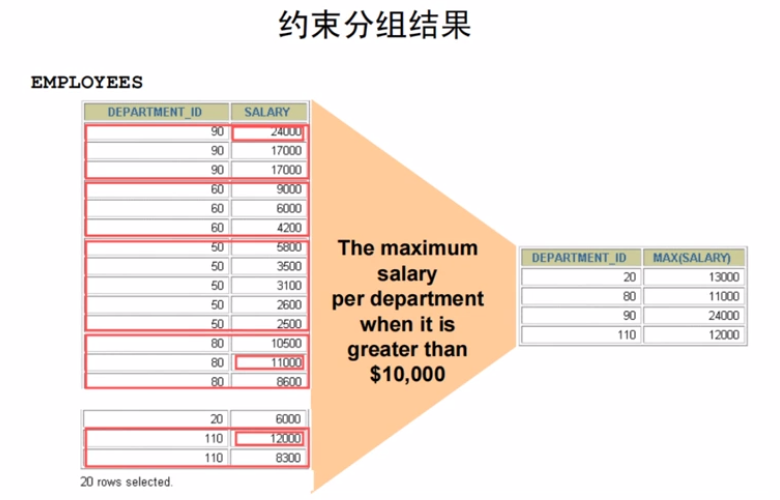 约束分组结果
EMPLOYEES
DEPARTMENT_ID SALARY
90 24000
90 17000
90 17000
60 9000
60 6000
60 4200
50 5800
50 3500
50 3100
50 2600
50 2500
80 10500
80 11000
80 8600
20 6000
110 12000
110 8300
20 rows selected.
The maximum
salary
per department
when it is
greater than
$10,000
DEPARTMENT_ID MAX(SALARY)
20 13000
80 11000
90 24000
110 12000